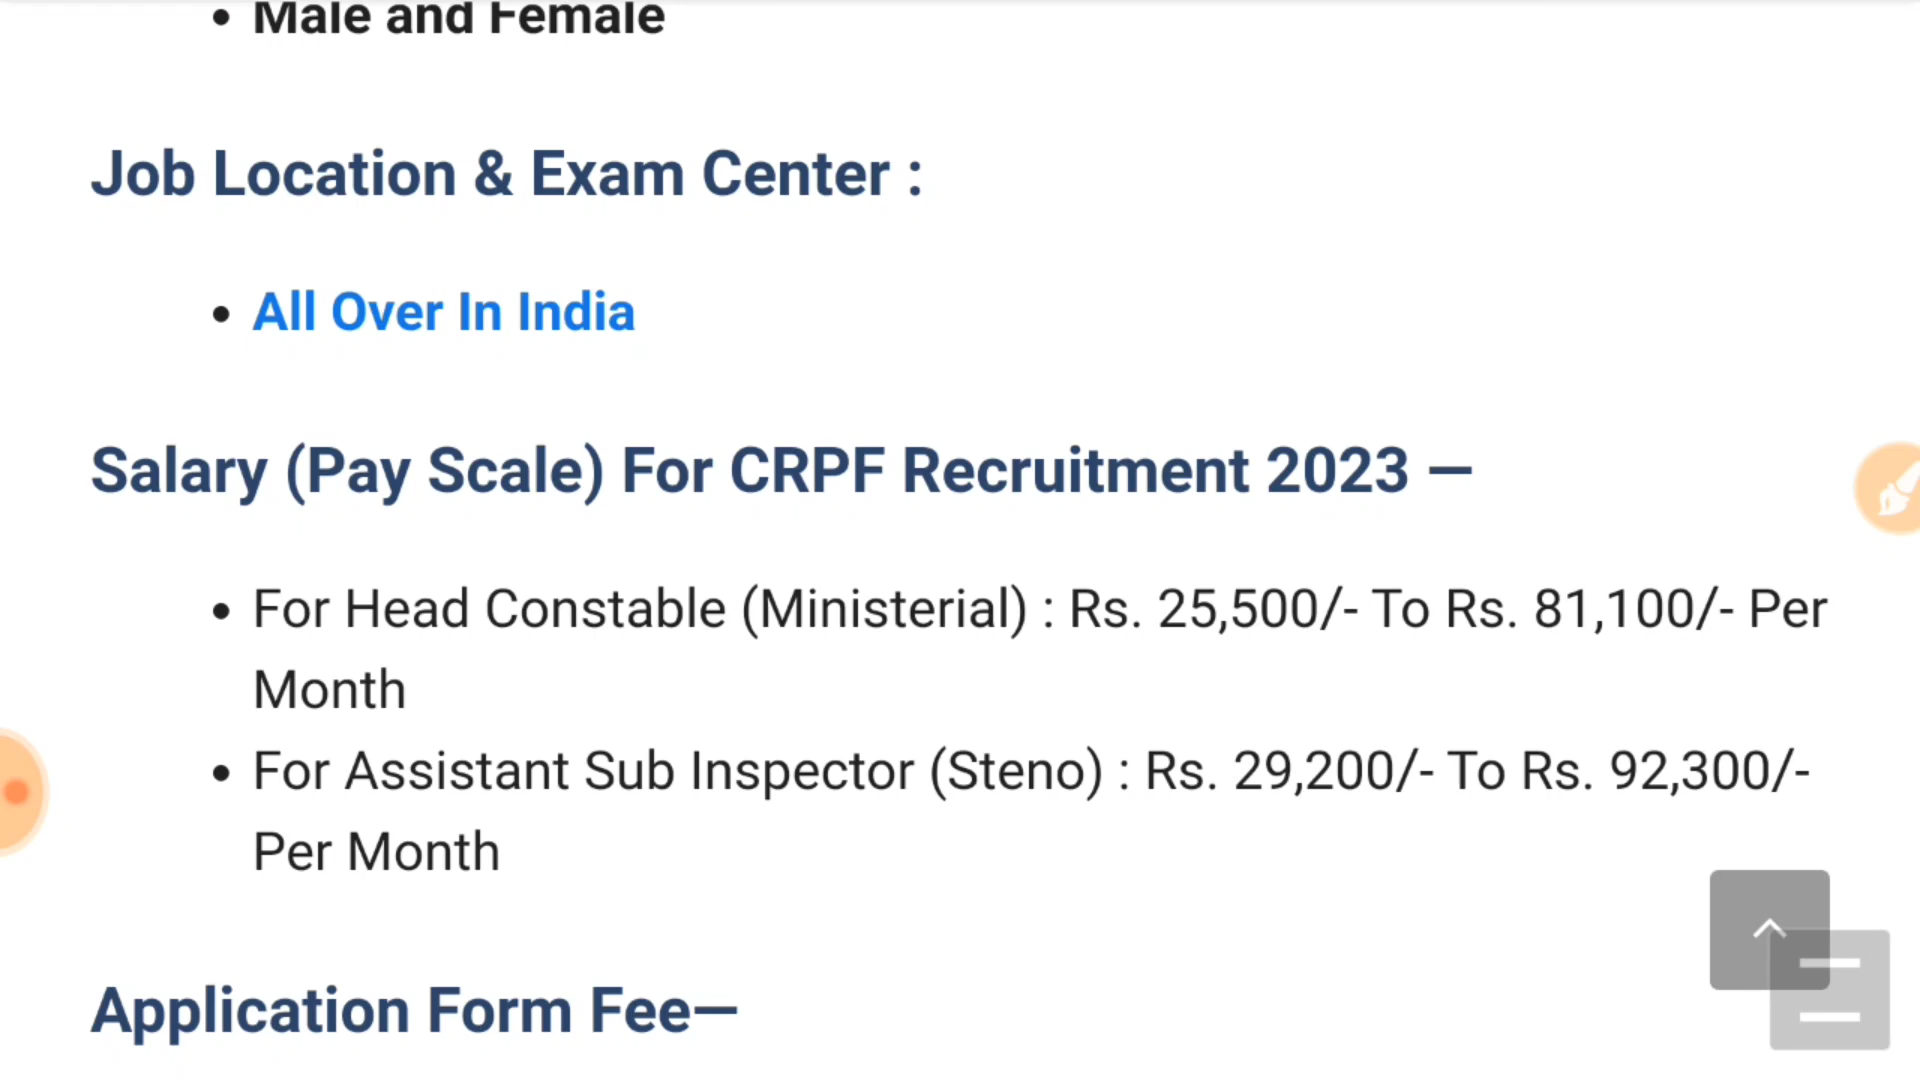 Male and Female
Job Location & Exam Center :
All Over In India
Salary (Pay Scale) For CRPF Recruitment 2023 —
For Head Constable (Ministerial) : Rs. 25,500/- To Rs. 81,100/- Per
Month
For Assistant Sub Inspector (Steno) : Rs. 29,200/- To Rs. 92,300/-
Per Month
Application Form Fee—